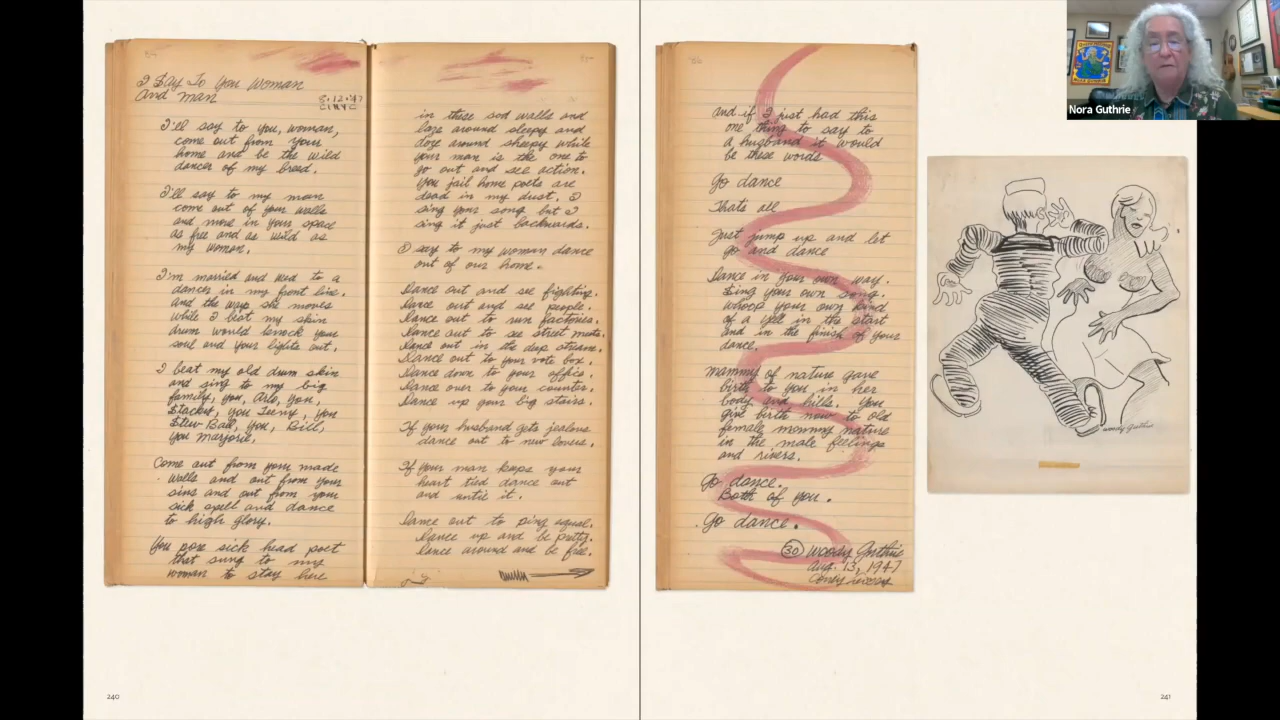 I Say To You Woman
And Man
8·12·'47
CINYC
I'll say to you, woman,
come out from your
home and be the wild
dancer of my breed.
I'll say to my man
come out of your walls
and move in your space
as free and as wild as
my woman.
I'm married and wed to a
dancer in my front line.
And the way she moves
while I beat my skin
drum would knock your
soul and your lights out.
I beat my old drum skin
and sing to my big
family, you, Arlo, you,
Stackel, you Teeny, you
Stew Ball, you, Bill,
you Marjorie.
Come out from your made
walls and out from your
sins and out from your
sick spell and dance
to high glory.
You pore sick head poet
that sung to my
woman to stay here
in these sod walls and
laze around sleepy and
doze around sheepy while
your man is the one to
go out and see action.
You jail home poets are
dead in my dust. I
sing your song but I
sing it just backwards.
I say to my woman dance
out of our home.
Dance out and see fighting.
Dance out and see people.
Dance out to run factories.
Dance out to see street meets.
Dance out in the deep stream.
Dance out to your vote box.
Dance down to your office.
Dance over to your counter.
Dance up your big stairs.
If your husband gets jealous
dance out to new lovers.
If your man keeps your
heart tied dance out
and untie it.
Dance out to sing equal.
Dance up and be pretty.
Dance around and be free.
And if I just had this
one thing to say to
a husband it would
be these words
Go dance
Thats all
Just jump up and let
go and dance
Dance in your own way.
Sing your own song.
Whoop your own kind
of a yell in the start
and in the finish of your
dance.
Mammy of nature gave
birth to you in her
body and hills. You
give birth now to old
female mommy nature
in the male feelings
and rivers.
Go dance.
Both of you.
Go dance.
30 Woody Guthrie
Aug. 13, 1947
Coney Island
Woody Guthrie
Nora Guthrie
240
241